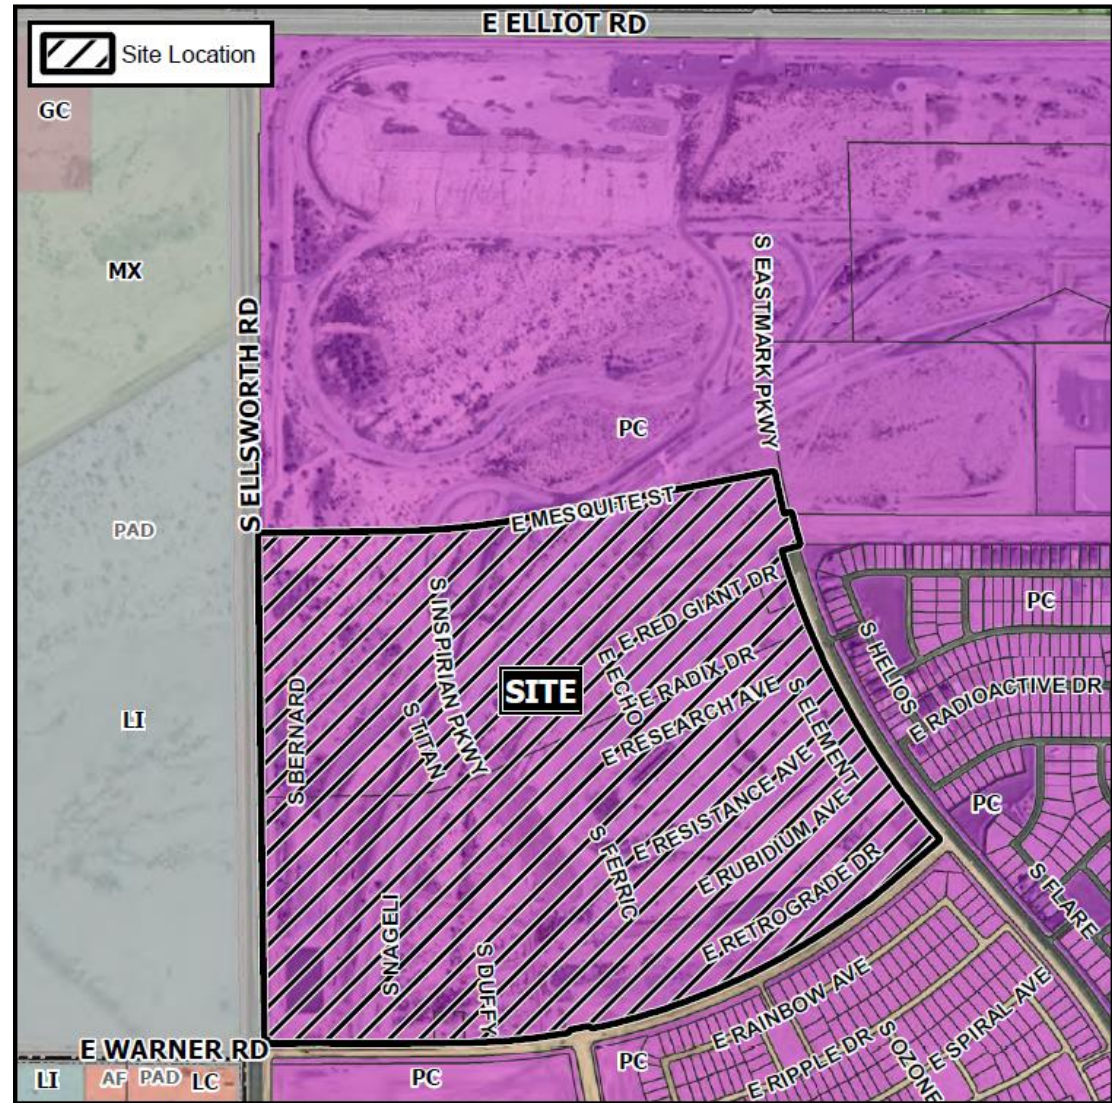 E ELLIOT RD
Site Location
GC
MX
S EASTMARK PKWY
S ELLSWORTH RD
PC
PAD
E MESQUITE ST
S INSPIRIAN PKWY
E RED GIANT DR
PC
S HELIOS
E ECHO
E RADIX DR
SITE
E RADIOACTIVE DR
S BERNARD
S TITAN
E RESEARCH AVE
S ELEMENT
LI
E RESISTANCE AVE
PC
S FERRIC
E RUBIDIUM AVE
E RETROGRADE DR
S FLARE
S NAGELI
S DUFFY
E RAINBOW AVE
E SPIRAL AVE
E WARNER RD
S OZONE
E RIPPLE DR
PC
LI
AF
PAD
LC
PC